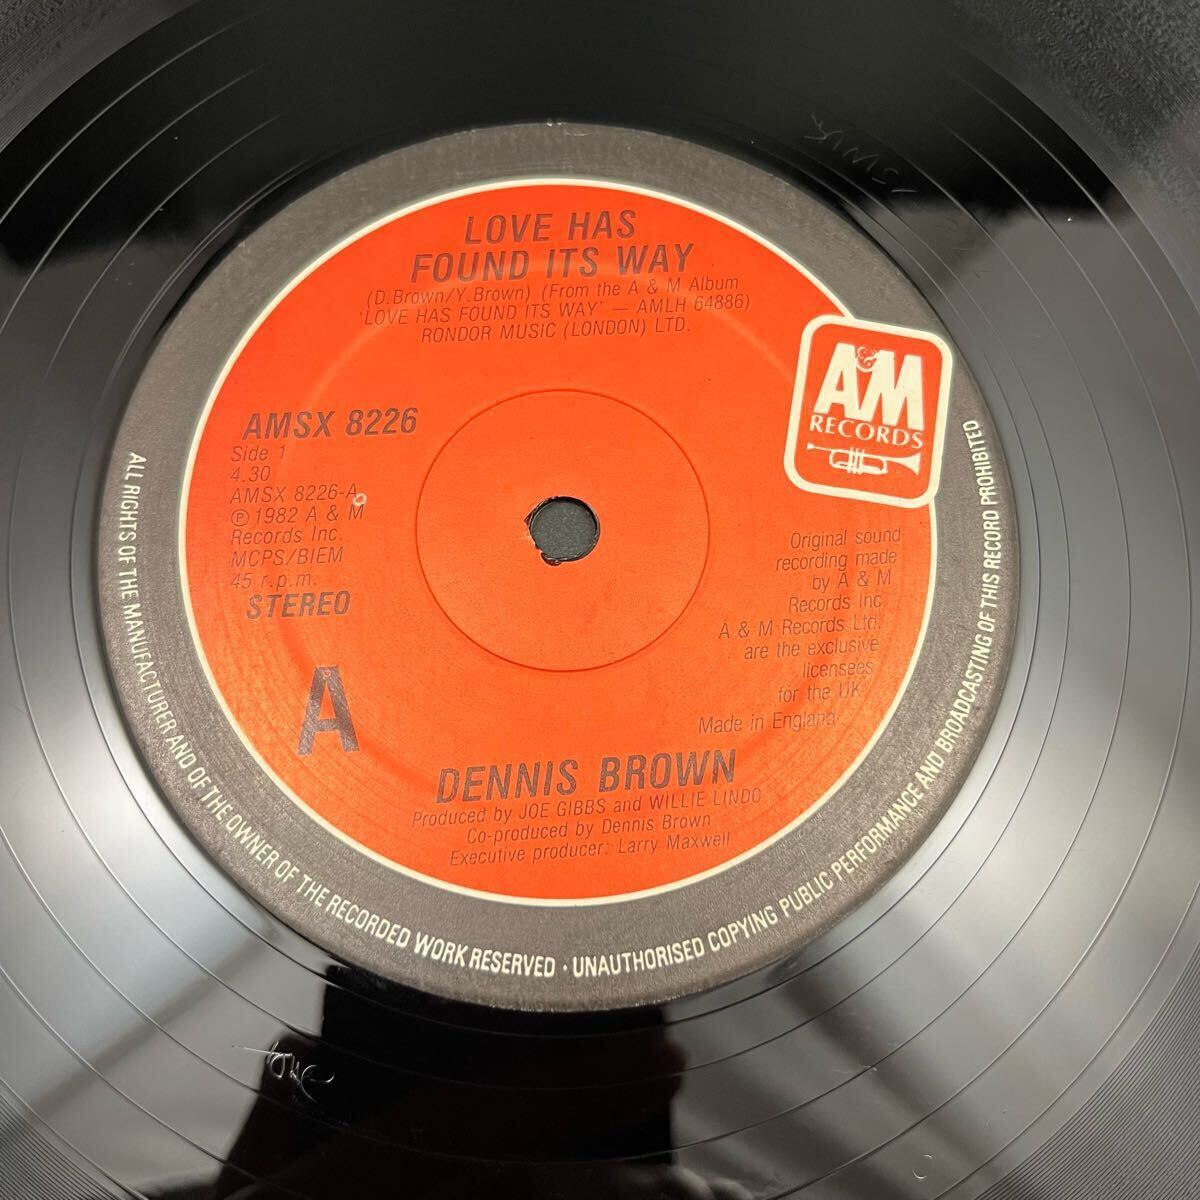 LOVE HAS
FOUND ITS WAY
(D.Brown/Y.Brown) (From the A & M Album
'LOVE HAS FOUND ITS WAY' — AMLH 64886)
RONDOR MUSIC (LONDON) LTD.
A&M
RECORDS
AMSX 8226
Side 1
4.30
AMSX 8226-A
℗ 1982 A & M
Records Inc.
MCPS/BIEM
45 r.p.m.
STEREO
A
Original sound
recording made
by A & M
Records Inc
A & M Records Ltd.
are the exclusive
licensees
for the UK
Made in England
DENNIS BROWN
Produced by JOE GIBBS and WILLIE LINDO
Co-produced by Dennis Brown
Executive producer: Larry Maxwell
ALL RIGHTS OF THE MANUFACTURER AND OF THE OWNER OF THE RECORDED WORK RESERVED · UNAUTHORISED COPYING PUBLIC PERFORMANCE AND BROADCASTING OF THIS RECORD PROHIBITED